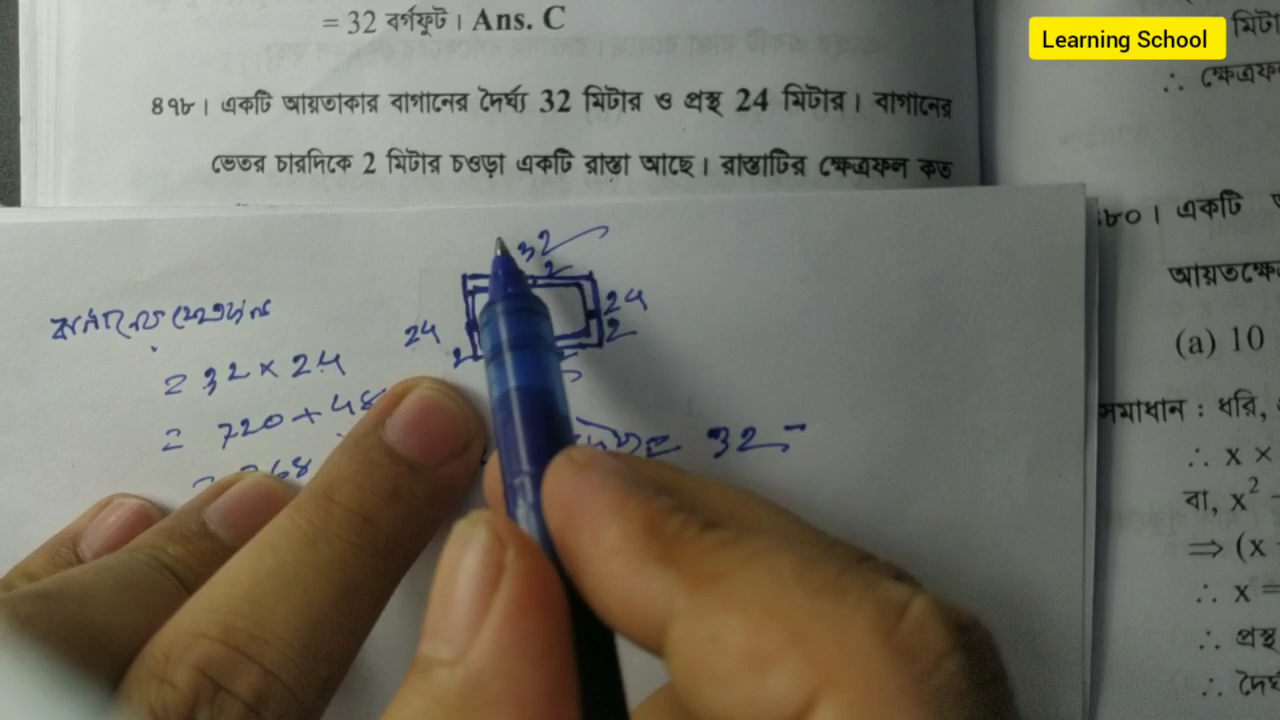 = 32 বর্গফুট। Ans. C
Learning School
৪৭৮। একটি আয়তাকার বাগানের দৈর্ঘ্য 32 মিটার ও প্রস্থ 24 মিটার। বাগানের
ভেতর চারদিকে 2 মিটার চওড়া একটি রাস্তা আছে। রাস্তাটির ক্ষেত্রফল কত
মিটা
∴ ক্ষেত্রফ
৮০। একটি
আয়তক্ষে
(a) 10
সমাধান : ধরি,
∴ x ×
বা, x²
⇒ (x
∴ x =
∴ প্রস্থ
∴ দৈর্ঘ
32
2
24
24
2
2
= 32 × 24
= 720 + 48
= 32